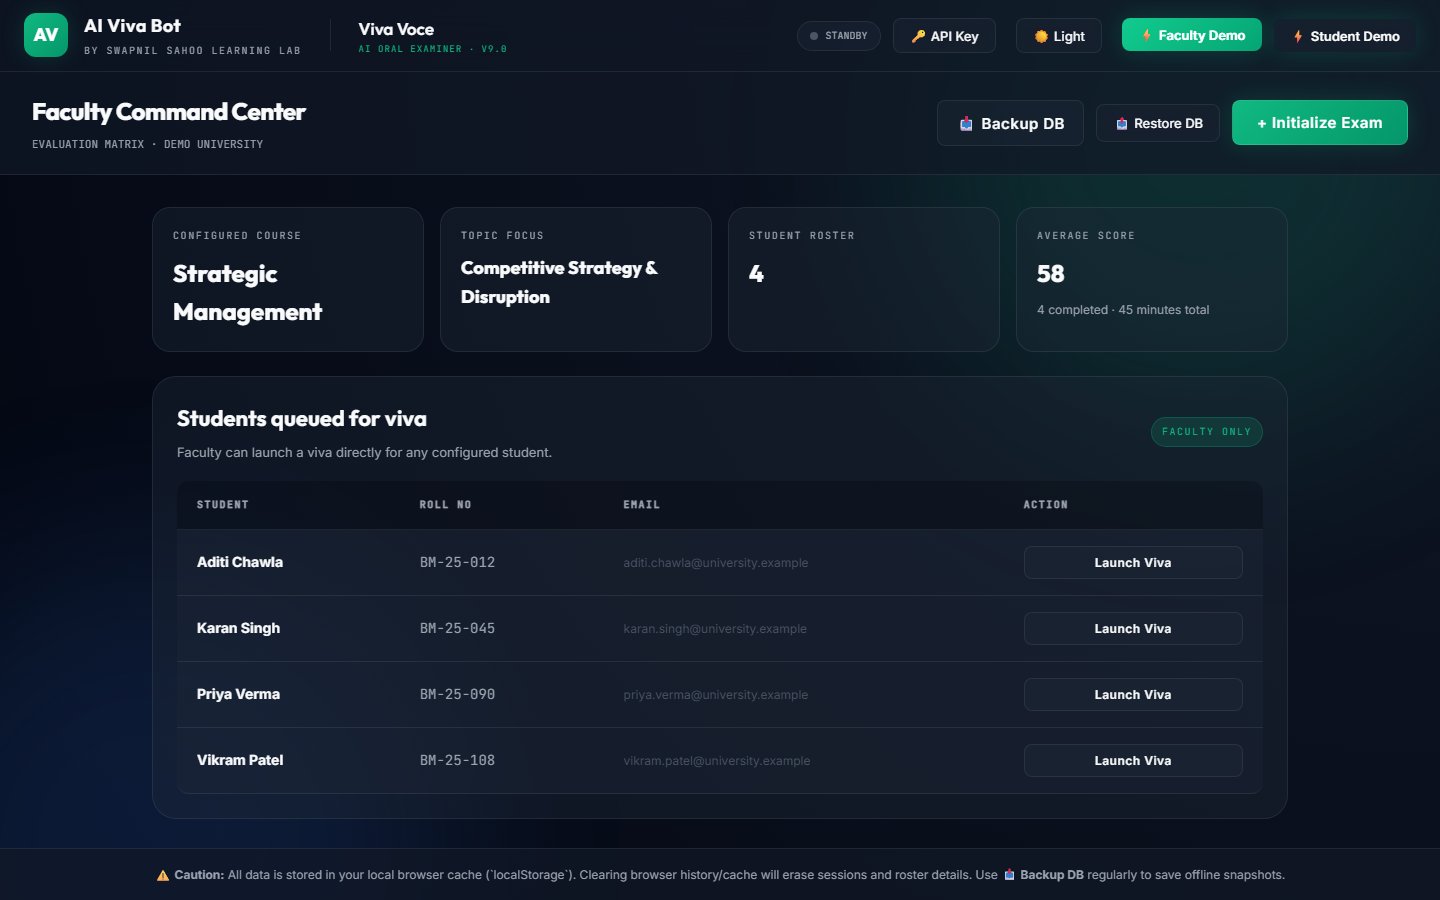 AV
AI Viva Bot
BY SWAPNIL SAHOO LEARNING LAB
Viva Voce
AI ORAL EXAMINER · V9.0
STANDBY
API Key
Light
Faculty Demo
Student Demo
Faculty Command Center
EVALUATION MATRIX · DEMO UNIVERSITY
Backup DB
Restore DB
+ Initialize Exam
CONFIGURED COURSE
Strategic
Management
TOPIC FOCUS
Competitive Strategy &
Disruption
STUDENT ROSTER
4
AVERAGE SCORE
58
4 completed · 45 minutes total
Students queued for viva
Faculty can launch a viva directly for any configured student.
FACULTY ONLY
STUDENT ROLL NO EMAIL ACTION
Aditi Chawla BM-25-012 aditi.chawla@university.example Launch Viva
Karan Singh BM-25-045 karan.singh@university.example Launch Viva
Priya Verma BM-25-090 priya.verma@university.example Launch Viva
Vikram Patel BM-25-108 vikram.patel@university.example Launch Viva
Caution: All data is stored in your local browser cache (`localStorage`). Clearing browser history/cache will erase sessions and roster details. Use Backup DB regularly to save offline snapshots.